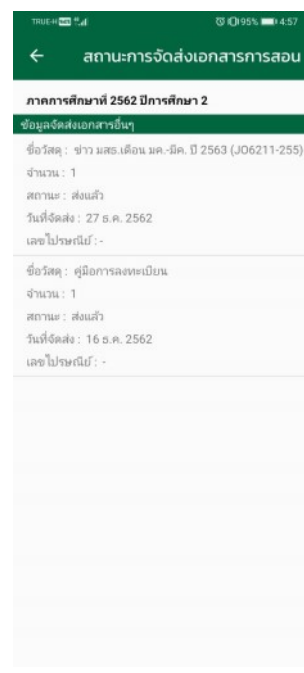 TRUE-H 95% 4:57
สถานะการจัดส่งเอกสารการสอน
ภาคการศึกษาที่ 2562 ปีการศึกษา 2
ข้อมูลจัดส่งเอกสารอื่นๆ
ชื่อวัสดุ : ข่าว มสธ.เดือน มค.-มีค. ปี 2563 (JO6211-255)
จำนวน : 1
สถานะ : ส่งแล้ว
วันที่จัดส่ง : 27 ธ.ค. 2562
เลขไปรษณีย์ : -
ชื่อวัสดุ : คู่มือการลงทะเบียน
จำนวน : 1
สถานะ : ส่งแล้ว
วันที่จัดส่ง : 16 ธ.ค. 2562
เลขไปรษณีย์ : -